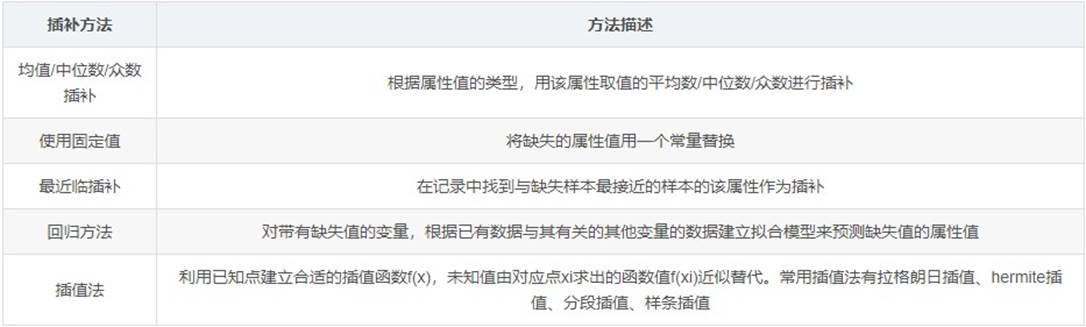 插补方法
方法描述
均值/中位数/众数
插补
根据属性值的类型，用该属性取值的平均数/中位数/众数进行插补
使用固定值
将缺失的属性值用一个常量替换
最近临插补
在记录中找到与缺失样本最接近的样本的该属性作为插补
回归方法
对带有缺失值的变量，根据已有数据与其有关的其他变量的数据建立拟合模型来预测缺失值的属性值
插值法
利用已知点建立合适的插值函数f(x)，未知值由对应点xi求出的函数值f(xi)近似替代。常用插值法有拉格朗日插值、hermite插
值、分段插值、样条插值